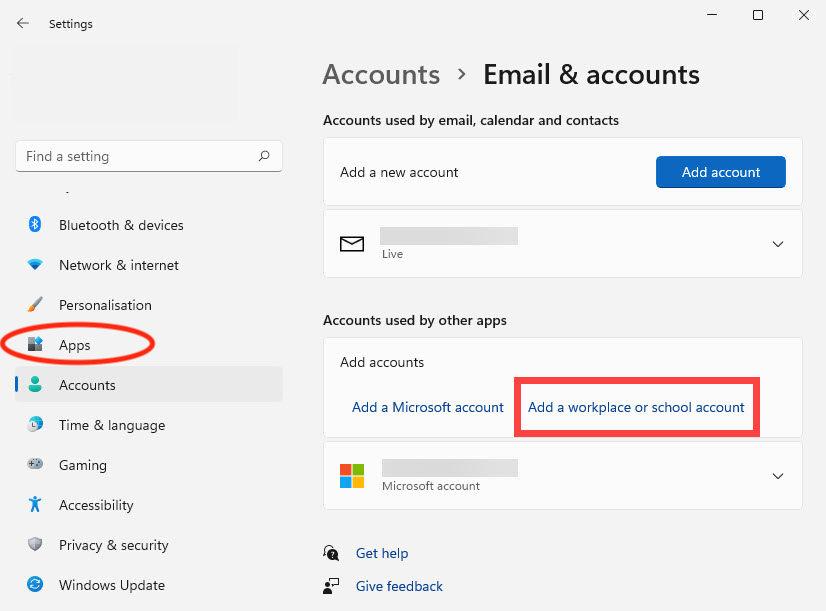 Settings
Accounts > Email & accounts
Accounts used by email, calendar and contacts
Find a setting
Add a new account
Add account
Live
Bluetooth & devices
Network & internet
Personalisation
Apps
Accounts
Time & language
Gaming
Accessibility
Privacy & security
Windows Update
Accounts used by other apps
Add accounts
Add a Microsoft account
Add a workplace or school account
Microsoft account
Get help
Give feedback